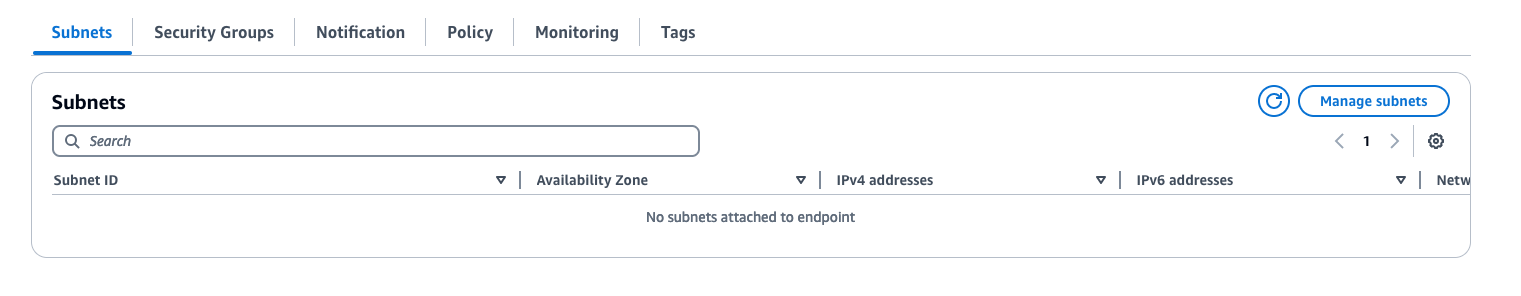 Subnets Security Groups Notification Policy Monitoring Tags
Subnets
Manage subnets
Search
1
Subnet ID Availability Zone IPv4 addresses IPv6 addresses Netw
No subnets attached to endpoint